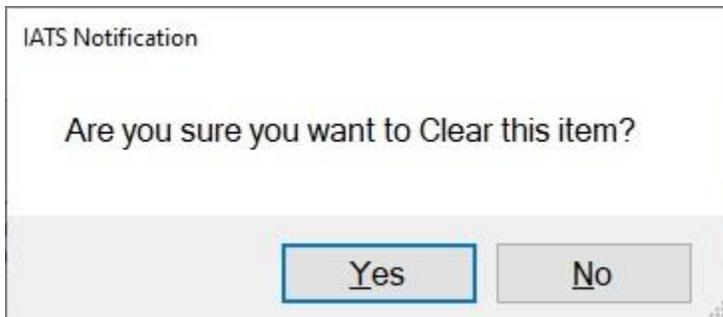 IATS Notification
Are you sure you want to Clear this item?
Yes No